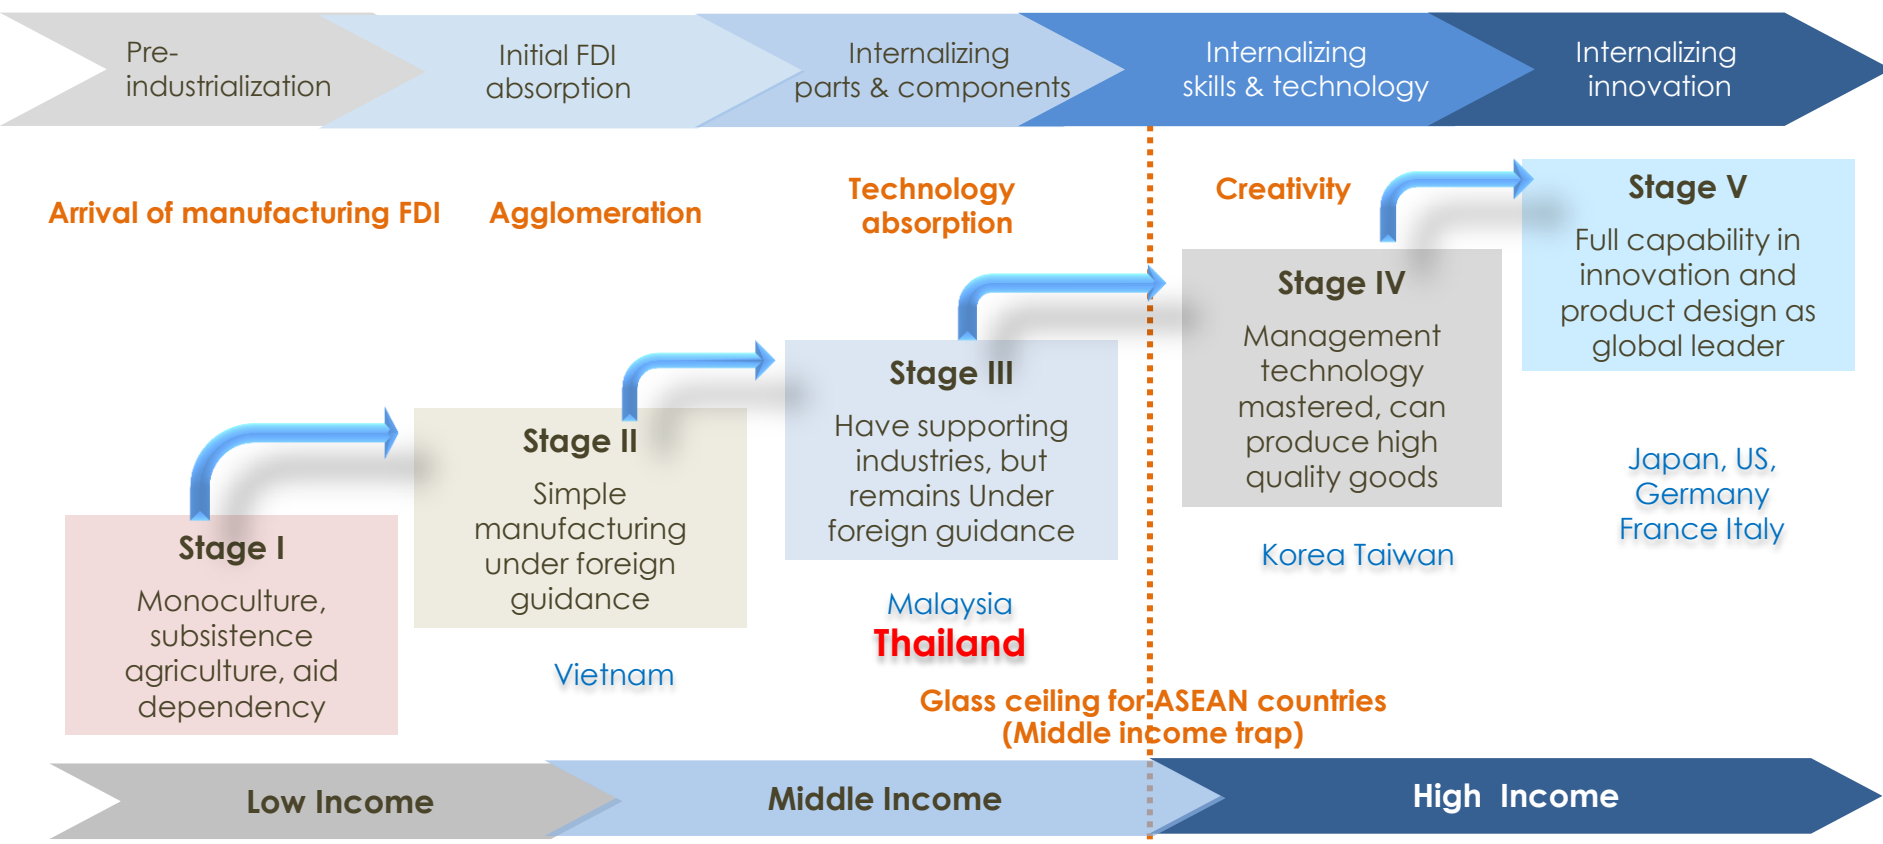 Pre-
industrialization
Initial FDI
absorption
Internalizing
parts & components
Internalizing
skills & technology
Internalizing
innovation
Arrival of manufacturing FDI
Agglomeration
Technology
absorption
Creativity
Stage I
Monoculture,
subsistence
agriculture, aid
dependency
Stage II
Simple
manufacturing
under foreign
guidance
Vietnam
Stage III
Have supporting
industries, but
remains Under
foreign guidance
Malaysia
Thailand
Stage IV
Management
technology
mastered, can
produce high
quality goods
Korea Taiwan
Stage V
Full capability in
innovation and
product design as
global leader
Japan, US,
Germany
France Italy
Glass ceiling for ASEAN countries
(Middle income trap)
Low Income
Middle Income
High Income